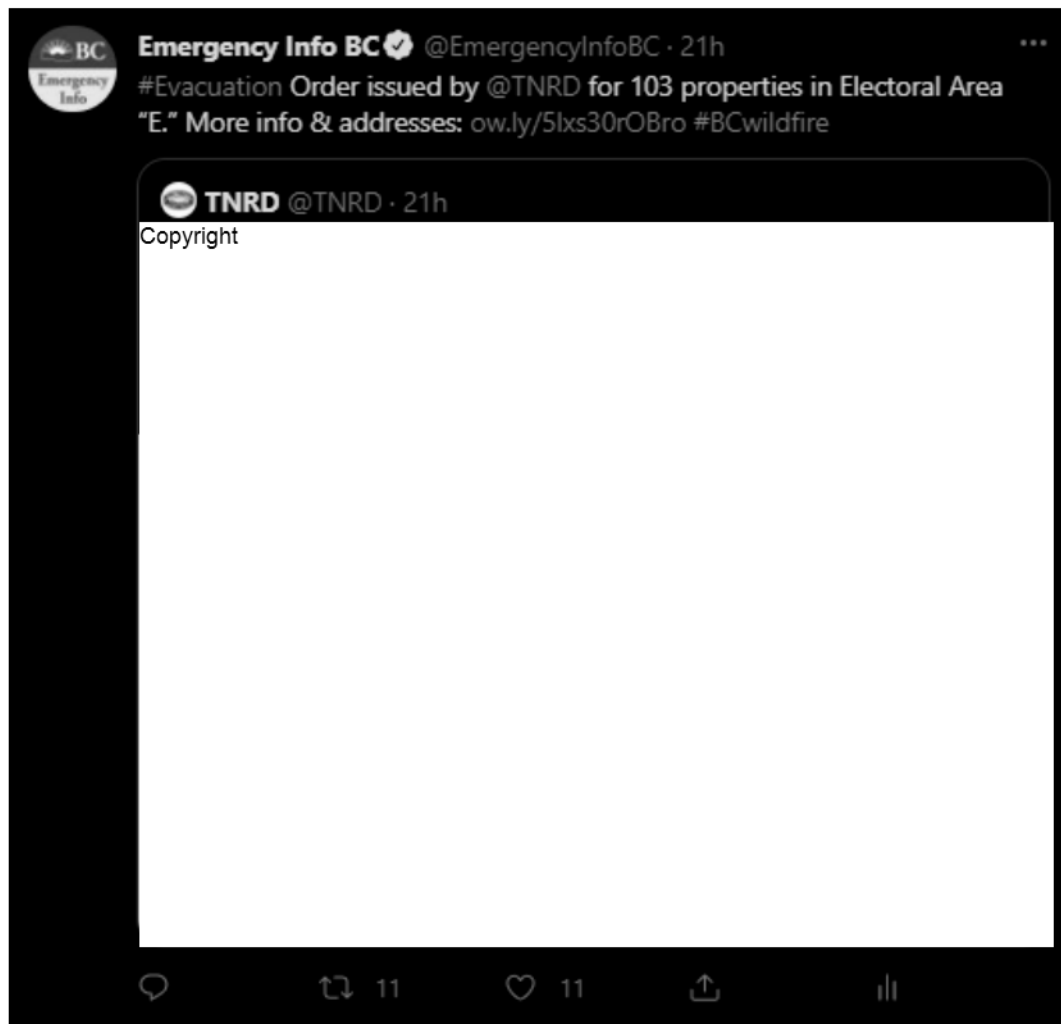 BC
Emergency
Info
Emergency Info BC @EmergencyInfoBC · 21h
#Evacuation Order issued by @TNRD for 103 properties in Electoral Area
“E.” More info & addresses: ow.ly/5lxs30rOBro #BCwildfire
TNRD @TNRD · 21h
Copyright
11 11